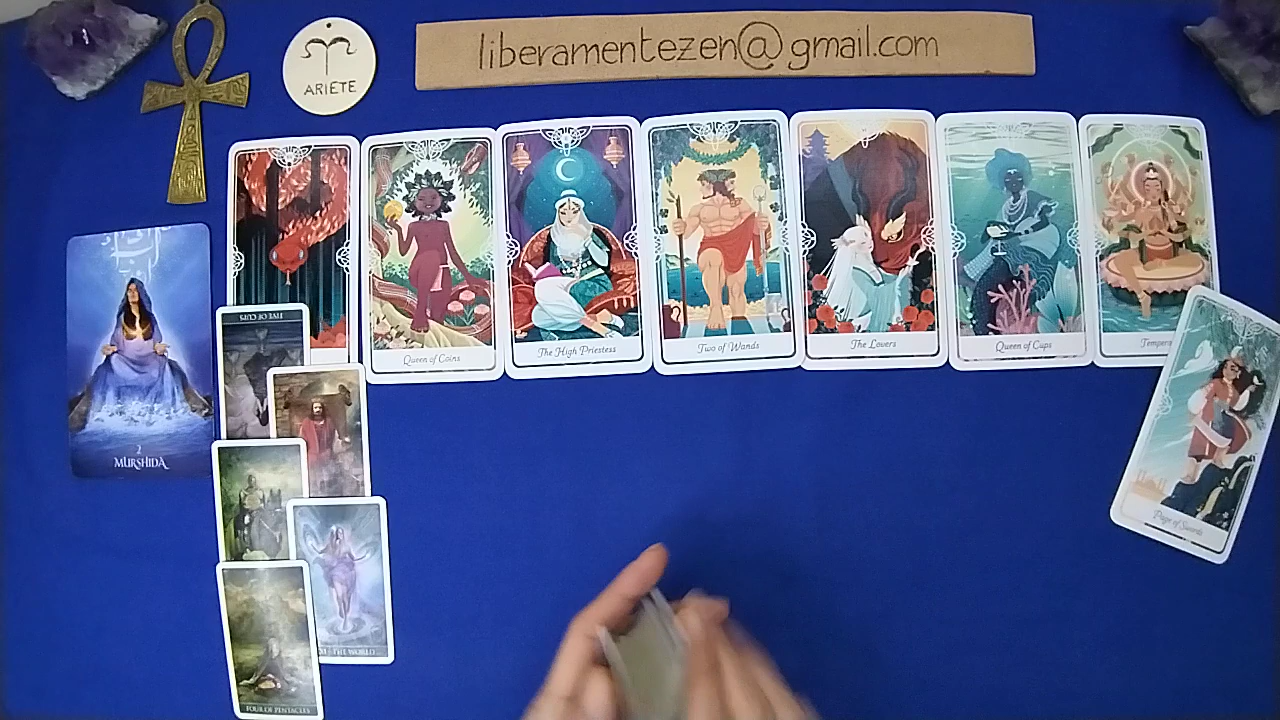 liberamentezen@gmail.com
ARIETE
Queen of Coins
The High Priestess
Two of Wands
The Lovers
Queen of Cups
Page of Swords
2
MURSHIDA
FIVE OF CUPS
THE WORLD
FOUR OF PENTACLES